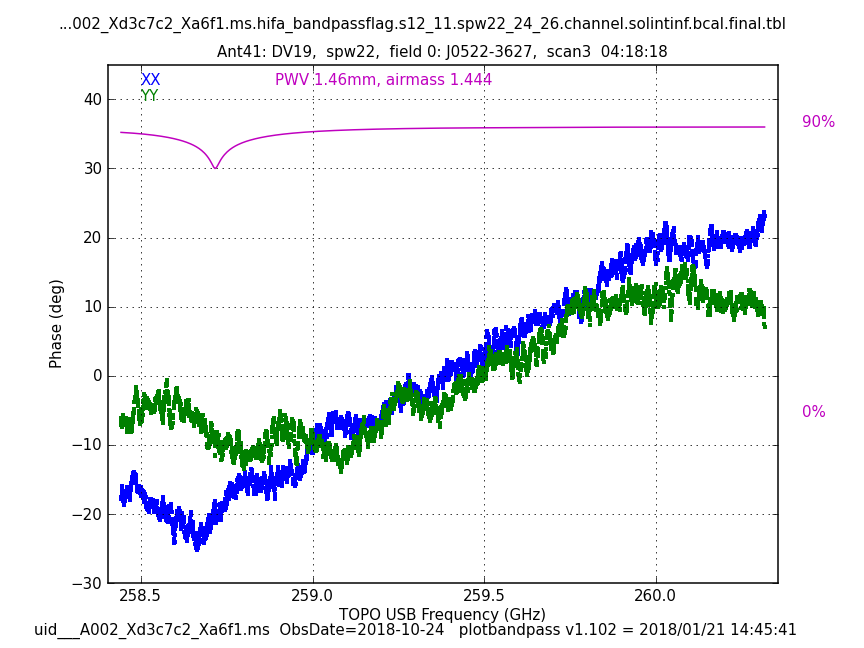 ...002_Xd3c7c2_Xa6f1.ms.hifa_bandpassflag.s12_11.spw22_24_26.channel.solintinf.bcal.final.tbl
Ant41: DV19,  spw22,  field 0: J0522-3627,  scan3  04:18:18
XX
PWV 1.46mm, airmass 1.444
YY
40
90%
30
20
10
Phase (deg)
0
0%
−10
−20
−30
258.5 259.0 259.5 260.0
TOPO USB Frequency (GHz)
uid___A002_Xd3c7c2_Xa6f1.ms  ObsDate=2018-10-24   plotbandpass v1.102 = 2018/01/21 14:45:41